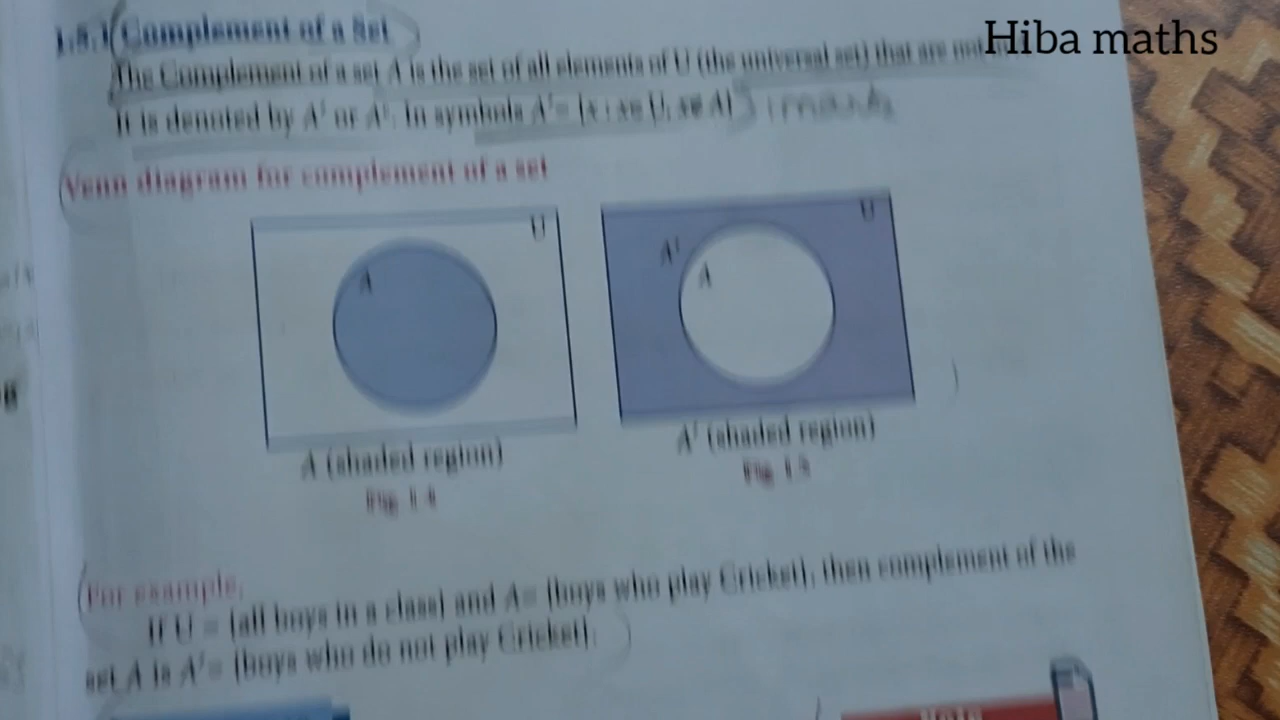 Hiba maths
1.5.1 Complement of a Set
The Complement of a set A is the set of all elements of U (the universal set) that are not
It is denoted by A′ or Aᶜ. In symbols A′ = {x : x∈U, x∉A}
Venn diagram for complement of a set
U
A
U
A′
A
A (shaded region)
A′ (shaded region)
Fig. 1.4
Fig. 1.5
For example,
If U = {all boys in a class} and A= {boys who play Cricket}, then complement of the
set A is A′= {boys who do not play Cricket}.
Note